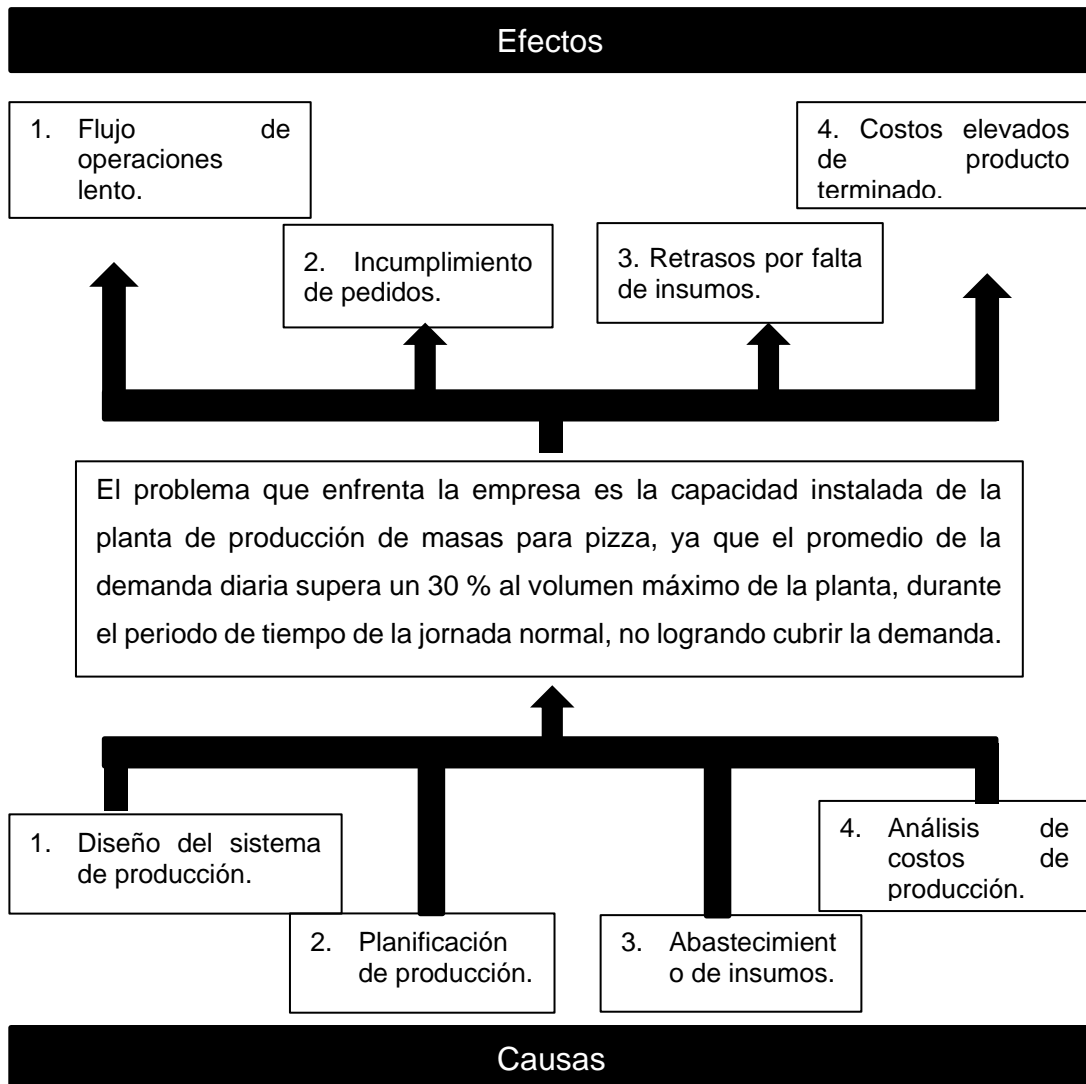 Efectos
1. Flujo de
operaciones
lento.
4. Costos elevados
de producto
terminado.
2. Incumplimiento
de pedidos.
3. Retrasos por falta
de insumos.
El problema que enfrenta la empresa es la capacidad instalada de la
planta de producción de masas para pizza, ya que el promedio de la
demanda diaria supera un 30 % al volumen máximo de la planta, durante
el periodo de tiempo de la jornada normal, no logrando cubrir la demanda.
1. Diseño del sistema
de producción.
4. Análisis de
costos de
producción.
2. Planificación
de producción.
3. Abastecimient
o de insumos.
Causas